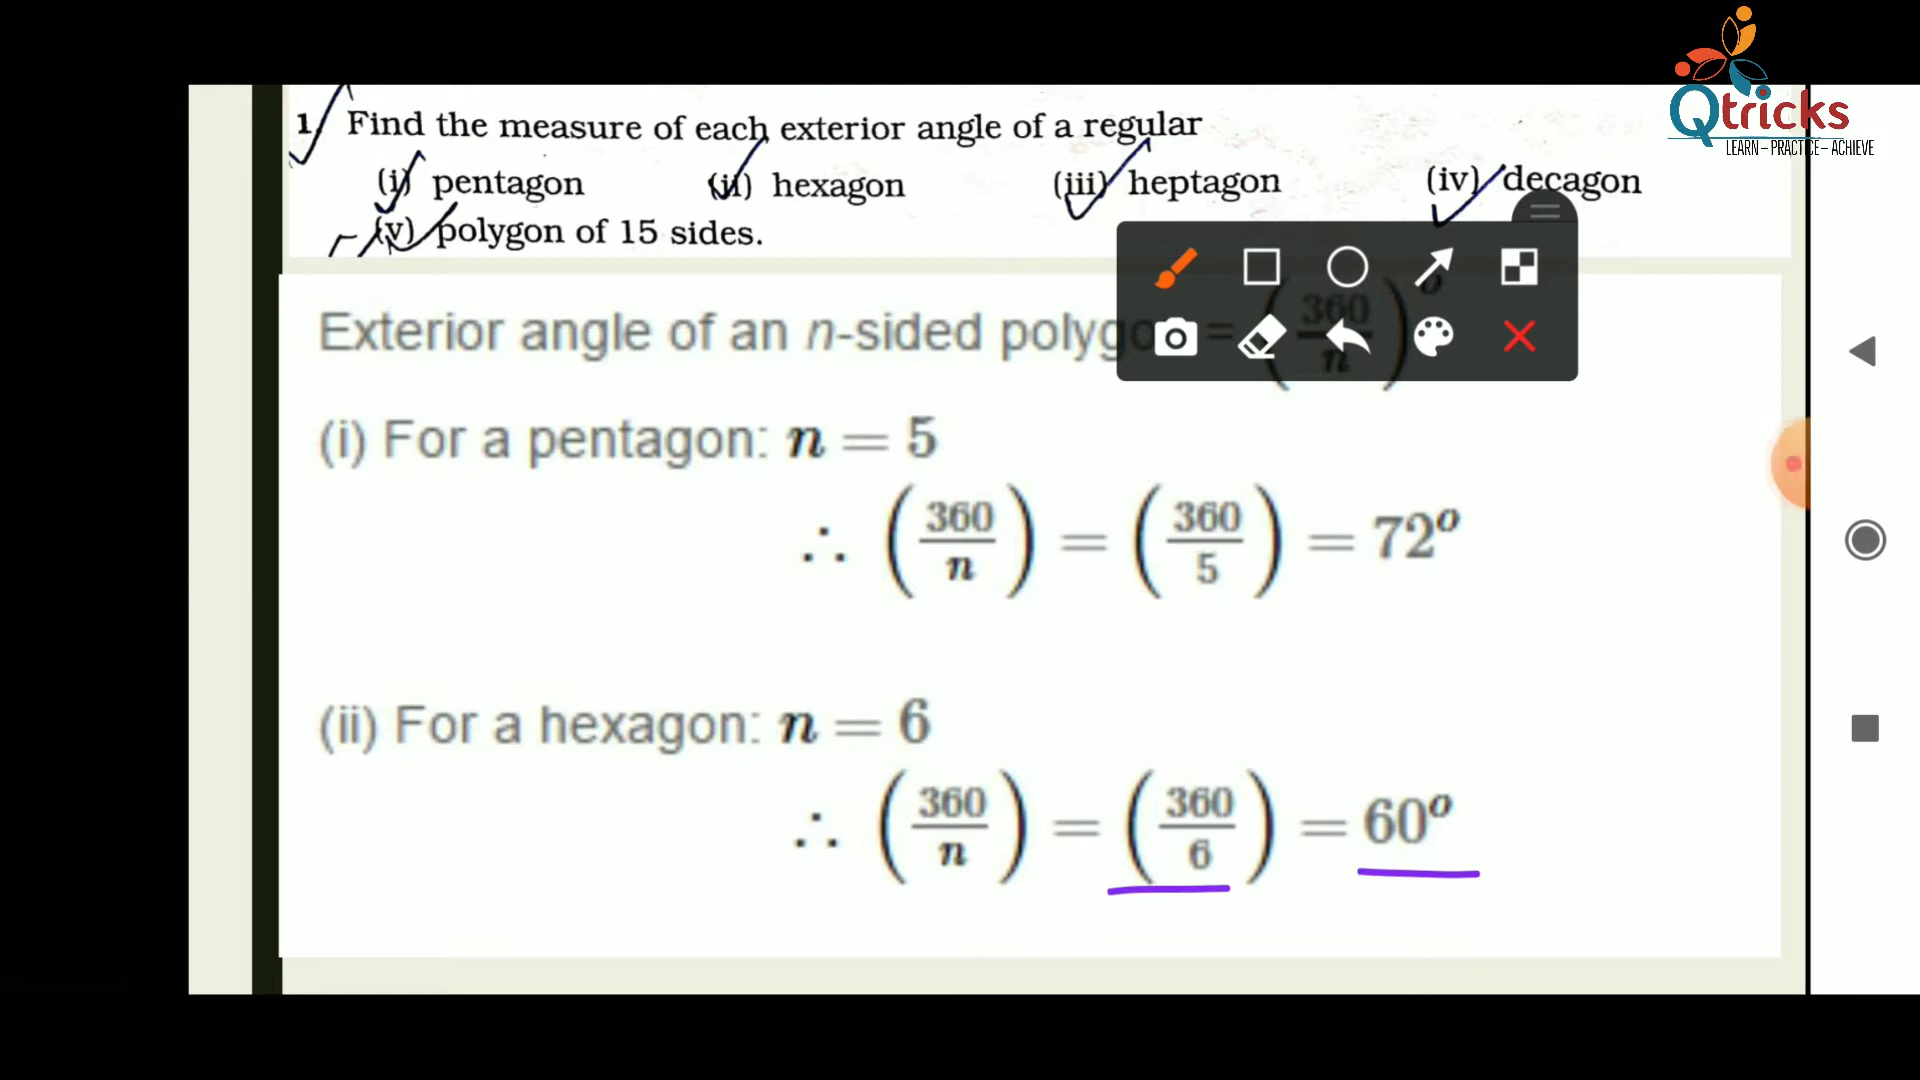 Qtricks
LEARN – PRACTICE – ACHIEVE
1. Find the measure of each exterior angle of a regular
(i) pentagon (ii) hexagon (iii) heptagon (iv) decagon
(v) polygon of 15 sides.
Exterior angle of an n-sided polygon = (360/n)°
(i) For a pentagon: n = 5
∴ (360/n) = (360/5) = 72°
(ii) For a hexagon: n = 6
∴ (360/n) = (360/6) = 60°